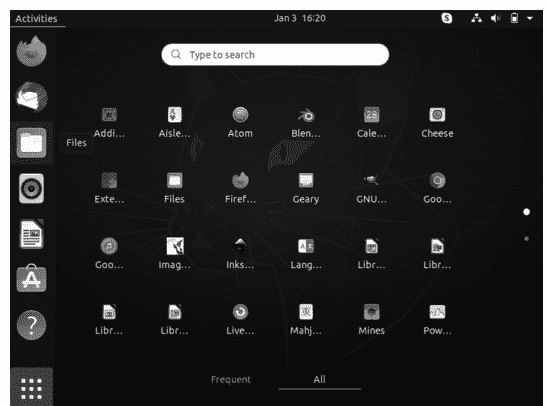 Activities
Jan 3 16:20
Type to search
Files
Addi... Aisle... Atom Blen... Cale... Cheese
Exte... Files Firef... Geary GNU... Goo...
Goo... Imag... Inks... Lang... Libr... Libr...
Libr... Libr... Live... Mahj... Mines Pow...
Frequent All